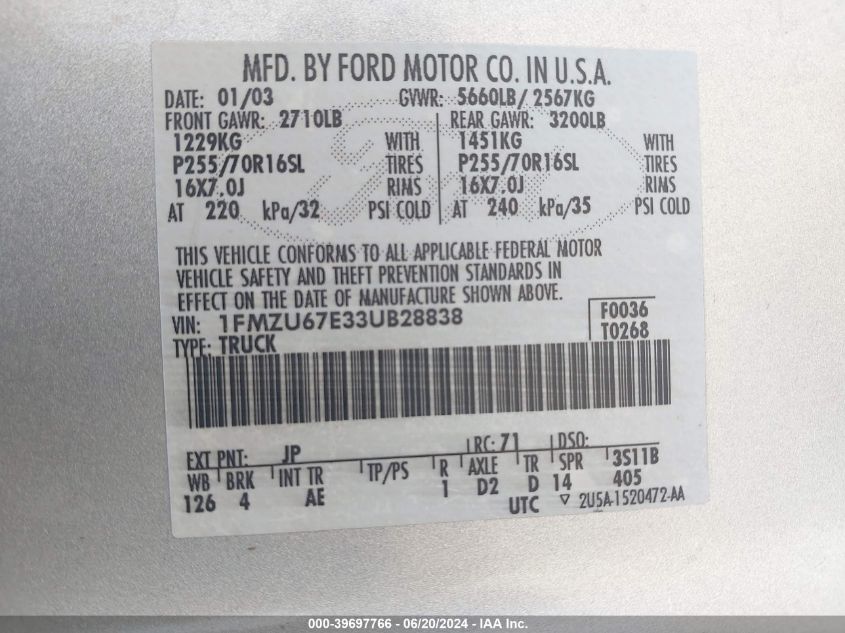 MFD. BY FORD MOTOR CO. IN U.S.A.
DATE: 01/03 GVWR: 5660LB/ 2567KG
FRONT GAWR: 2710LB REAR GAWR: 3200LB
1229KG WITH 1451KG WITH
P255/70R16SL TIRES P255/70R16SL TIRES
16X7.0J RIMS 16X7.0J RIMS
AT 220 kPa/32 PSI COLD AT 240 kPa/35 PSI COLD
THIS VEHICLE CONFORMS TO ALL APPLICABLE FEDERAL MOTOR
VEHICLE SAFETY AND THEFT PREVENTION STANDARDS IN
EFFECT ON THE DATE OF MANUFACTURE SHOWN ABOVE.
VIN: 1FMZU67E33UB28838 F0036
TYPE: TRUCK T0268
EXT PNT: JP RC: 71 DSO:
WB BRK INT TR TP/PS R AXLE TR SPR 3S11B
126 4 AE 1 D2 D 14 405
UTC ▽ 2U5A-1520472-AA
000-39697766 - 06/20/2024 - IAA Inc.